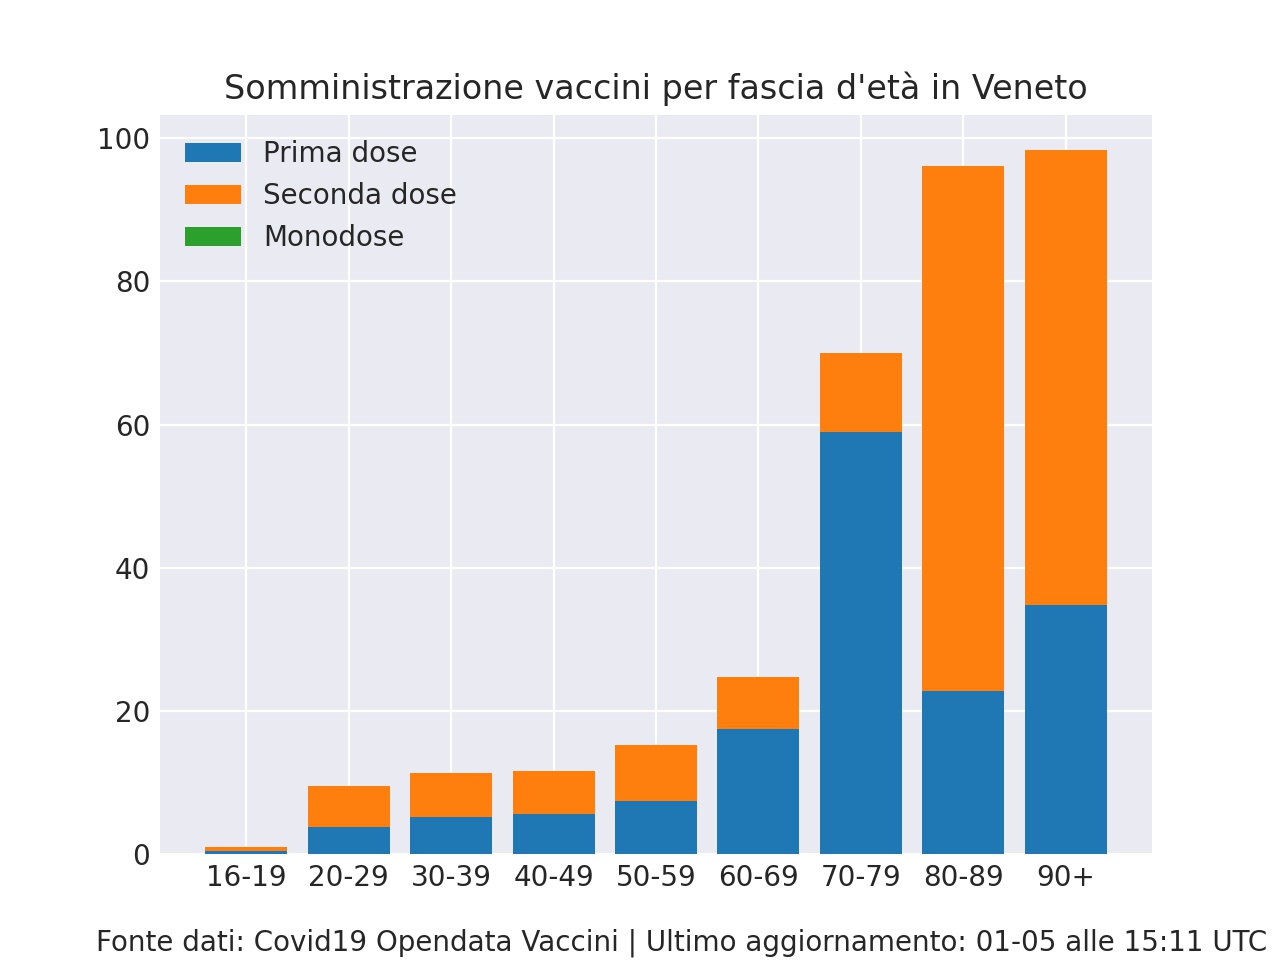 Somministrazione vaccini per fascia d'età in Veneto
100
80
60
40
20
0
Prima dose
Seconda dose
Monodose
16-19 20-29 30-39 40-49 50-59 60-69 70-79 80-89 90+
Fonte dati: Covid19 Opendata Vaccini | Ultimo aggiornamento: 01-05 alle 15:11 UTC